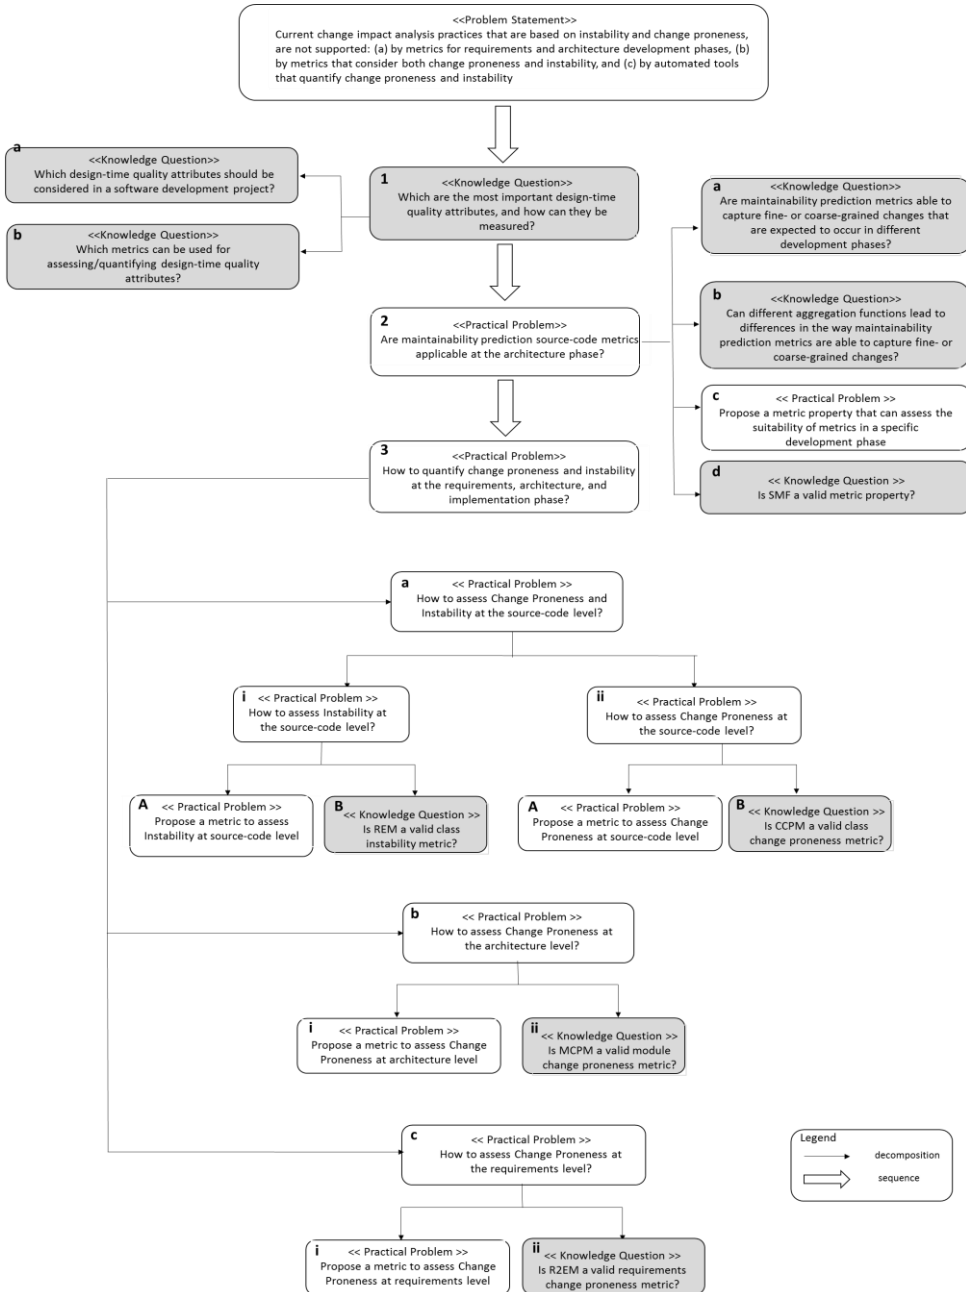 <<Problem Statement>>
Current change impact analysis practices that are based on instability and change proneness,
are not supported: (a) by metrics for requirements and architecture development phases, (b)
by metrics that consider both change proneness and instability, and (c) by automated tools
that quantify change proneness and instability
a
<<Knowledge Question>>
Which design-time quality attributes should be
considered in a software development project?
b
<<Knowledge Question>>
Which metrics can be used for
assessing/quantifying design-time quality
attributes?
1
<<Knowledge Question>>
Which are the most important design-time
quality attributes, and how can they be
measured?
2
<<Practical Problem>>
Are maintainability prediction source-code metrics
applicable at the architecture phase?
a
<<Knowledge Question>>
Are maintainability prediction metrics able to
capture fine- or coarse-grained changes that
are expected to occur in different
development phases?
b
<<Knowledge Question>>
Can different aggregation functions lead to
differences in the way maintainability
prediction metrics are able to capture fine- or
coarse-grained changes?
c
<< Practical Problem >>
Propose a metric property that can assess the
suitability of metrics in a specific
development phase
d
<< Knowledge Question >>
Is SMF a valid metric property?
3
<<Practical Problem>>
How to quantify change proneness and instability
at the requirements, architecture, and
implementation phase?
a
<< Practical Problem >>
How to assess Change Proneness and
Instability at the source-code level?
i
<< Practical Problem >>
How to assess Instability at
the source-code level?
ii
<< Practical Problem >>
How to assess Change Proneness at
the source-code level?
A
<< Practical Problem >>
Propose a metric to assess
Instability at source-code level
B
<< Knowledge Question >>
Is REM a valid class
instability metric?
A
<< Practical Problem >>
Propose a metric to assess Change
Proneness at source-code level
B
<< Knowledge Question >>
Is CCPM a valid class
change proneness metric?
b
<< Practical Problem >>
How to assess Change Proneness at
the architecture level?
i
<< Practical Problem >>
Propose a metric to assess Change
Proneness at architecture level
ii
<< Knowledge Question >>
Is MCPM a valid module
change proneness metric?
c
<< Practical Problem >>
How to assess Change Proneness at
the requirements level?
i
<< Practical Problem >>
Propose a metric to assess Change
Proneness at requirements level
ii
<< Knowledge Question >>
Is R2EM a valid requirements
change proneness metric?
Legend
decomposition
sequence